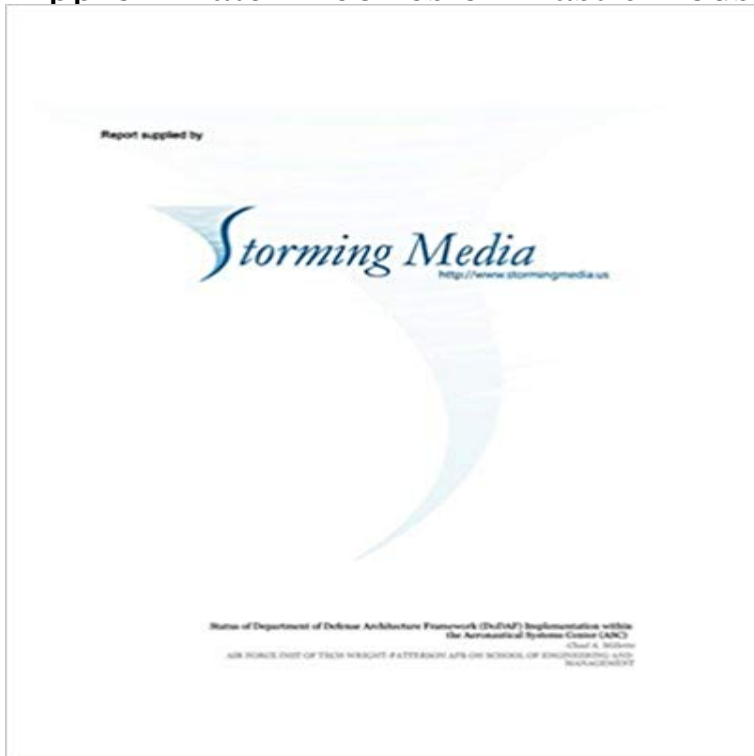 Report supplied by
Storming Media
http://www.stormingmedia.us
Status of Department of Defense Architecture Framework (DoDAF) Implementation within
the Aeronautical Systems Center (ASC)
Chad A. Millette
AIR FORCE INST OF TECH WRIGHT-PATTERSON AFB OH SCHOOL OF ENGINEERING AND
MANAGEMENT